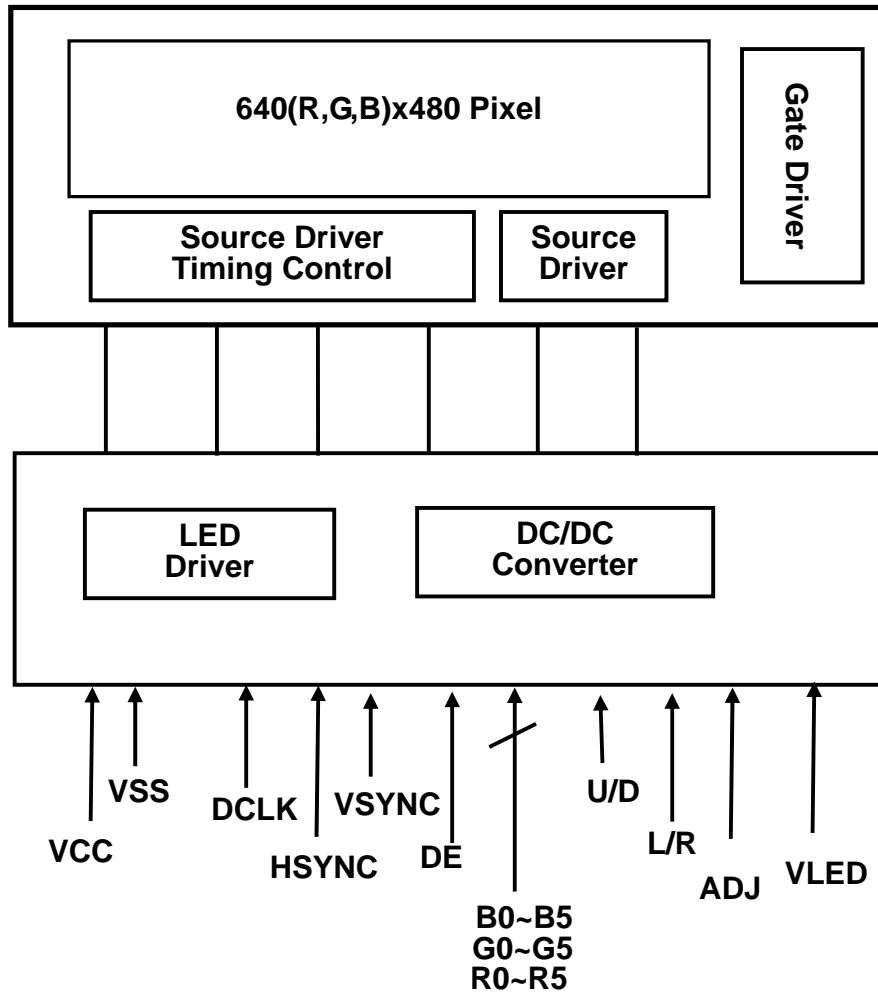 640(R,G,B)x480 Pixel
Gate Driver
Source Driver
Timing Control
Source
Driver
LED
Driver
DC/DC
Converter
VCC
VSS
DCLK
HSYNC
VSYNC
DE
B0~B5
G0~G5
R0~R5
U/D
L/R
ADJ
VLED